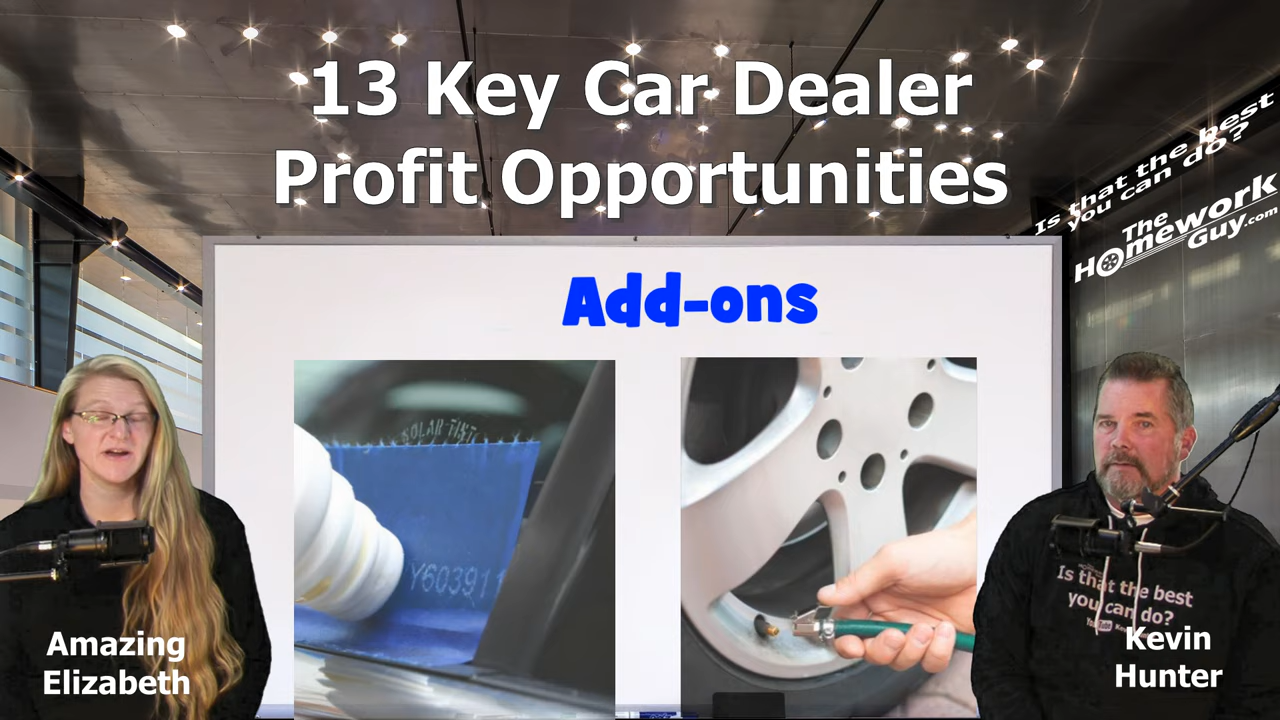 13 Key Car Dealer
Profit Opportunities
Is that the best
you can do?
The
Homework
Guy.com
Add-ons
SOLAR TINT
Y603911
Is that the best
you can do?
Amazing
Elizabeth
Kevin
Hunter